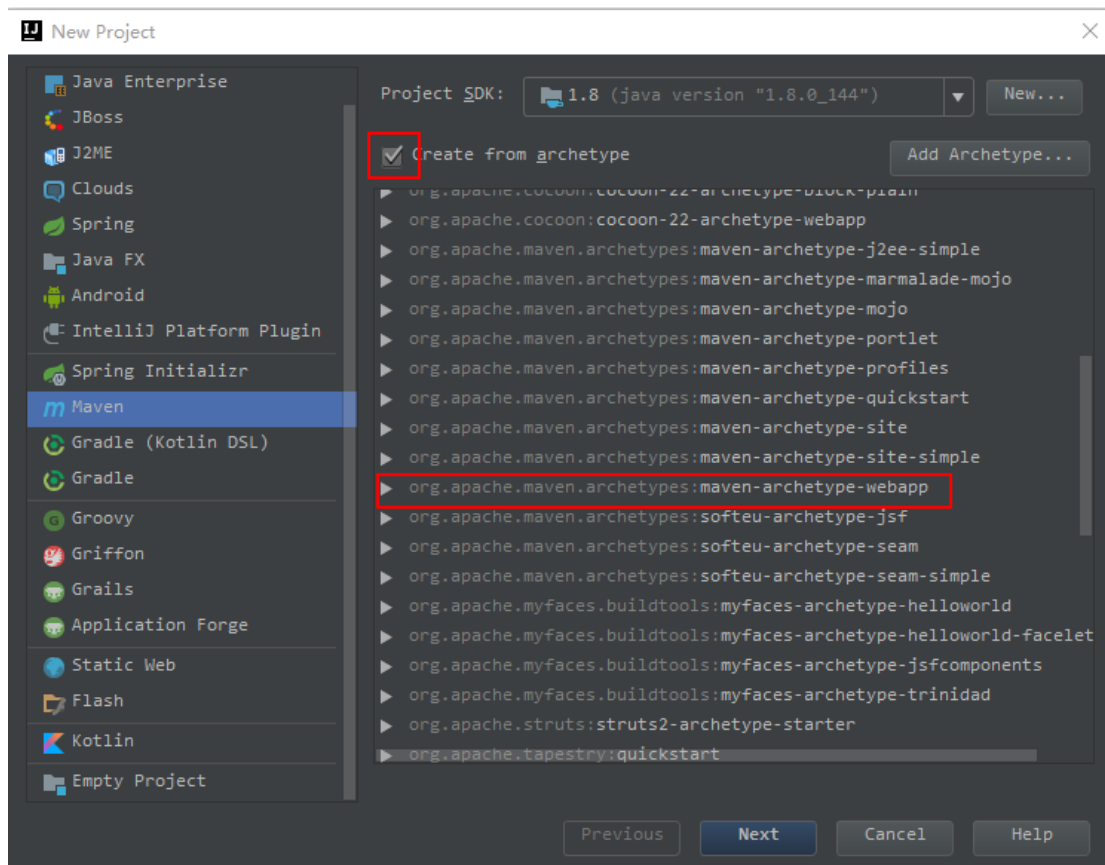 New Project
Java Enterprise
JBoss
J2ME
Clouds
Spring
Java FX
Android
IntelliJ Platform Plugin
Spring Initializr
Maven
Gradle (Kotlin DSL)
Gradle
Groovy
Griffon
Grails
Application Forge
Static Web
Flash
Kotlin
Empty Project
Project SDK: 1.8 (java version "1.8.0_144") New...
Create from archetype Add Archetype...
org.apache.cocoon:cocoon-22-archetype-block-plain
org.apache.cocoon:cocoon-22-archetype-webapp
org.apache.maven.archetypes:maven-archetype-j2ee-simple
org.apache.maven.archetypes:maven-archetype-marmalade-mojo
org.apache.maven.archetypes:maven-archetype-mojo
org.apache.maven.archetypes:maven-archetype-portlet
org.apache.maven.archetypes:maven-archetype-profiles
org.apache.maven.archetypes:maven-archetype-quickstart
org.apache.maven.archetypes:maven-archetype-site
org.apache.maven.archetypes:maven-archetype-site-simple
org.apache.maven.archetypes:maven-archetype-webapp
org.apache.maven.archetypes:softeu-archetype-jsf
org.apache.maven.archetypes:softeu-archetype-seam
org.apache.maven.archetypes:softeu-archetype-seam-simple
org.apache.myfaces.buildtools:myfaces-archetype-helloworld
org.apache.myfaces.buildtools:myfaces-archetype-helloworld-facelet
org.apache.myfaces.buildtools:myfaces-archetype-jsfcomponents
org.apache.myfaces.buildtools:myfaces-archetype-trinidad
org.apache.struts:struts2-archetype-starter
org.apache.tapestry:quickstart
Previous Next Cancel Help